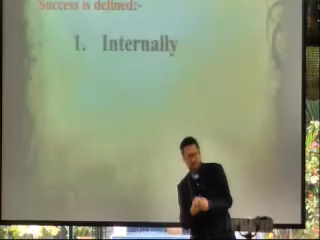 Success is defined:-
1. Internally